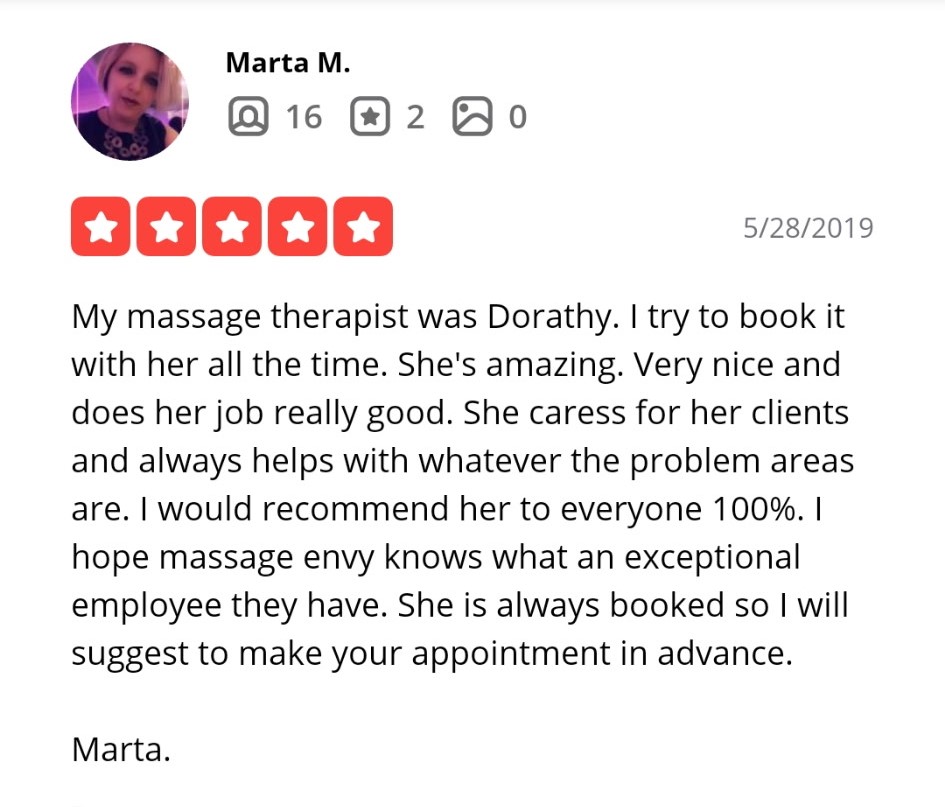 Marta M.
16 2 0
5/28/2019
My massage therapist was Dorathy. I try to book it
with her all the time. She's amazing. Very nice and
does her job really good. She caress for her clients
and always helps with whatever the problem areas
are. I would recommend her to everyone 100%. I
hope massage envy knows what an exceptional
employee they have. She is always booked so I will
suggest to make your appointment in advance.
Marta.